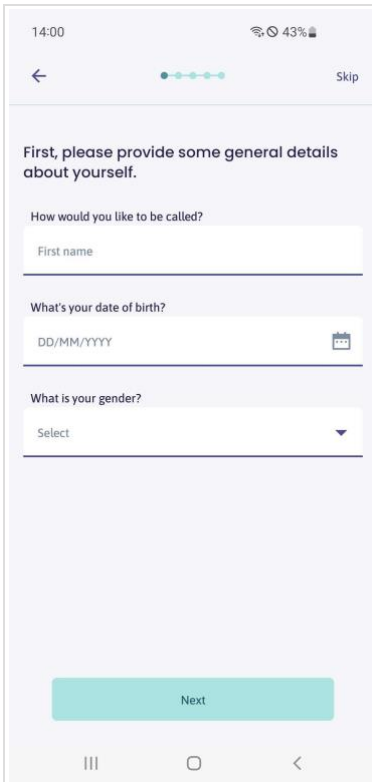 14:00 43%
Skip
First, please provide some general details
about yourself.
How would you like to be called?
First name
What's your date of birth?
DD/MM/YYYY
What is your gender?
Select
Next